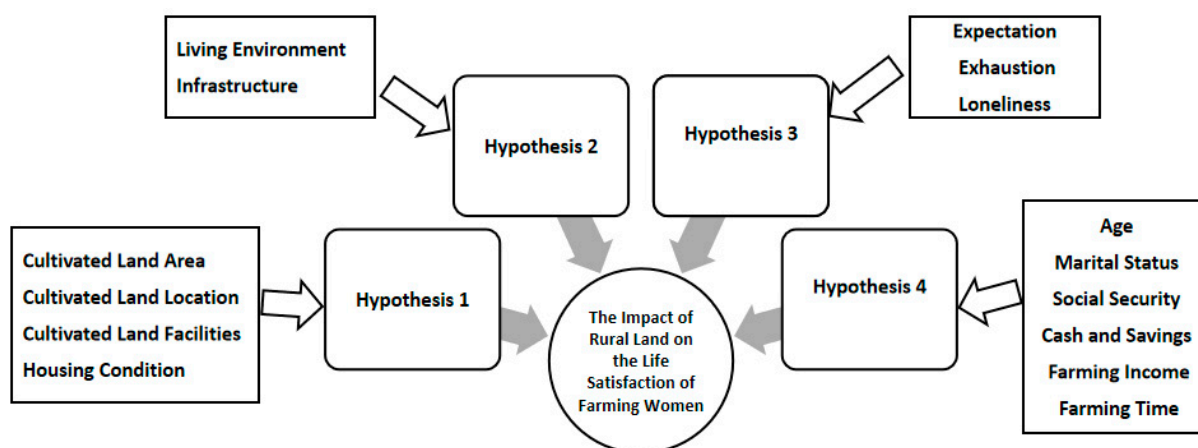 Living Environment
Infrastructure
Expectation
Exhaustion
Loneliness
Hypothesis 2
Hypothesis 3
Cultivated Land Area
Cultivated Land Location
Cultivated Land Facilities
Housing Condition
Hypothesis 1
Hypothesis 4
Age
Marital Status
Social Security
Cash and Savings
Farming Income
Farming Time
The Impact of
Rural Land on
the Life
Satisfaction of
Farming Women